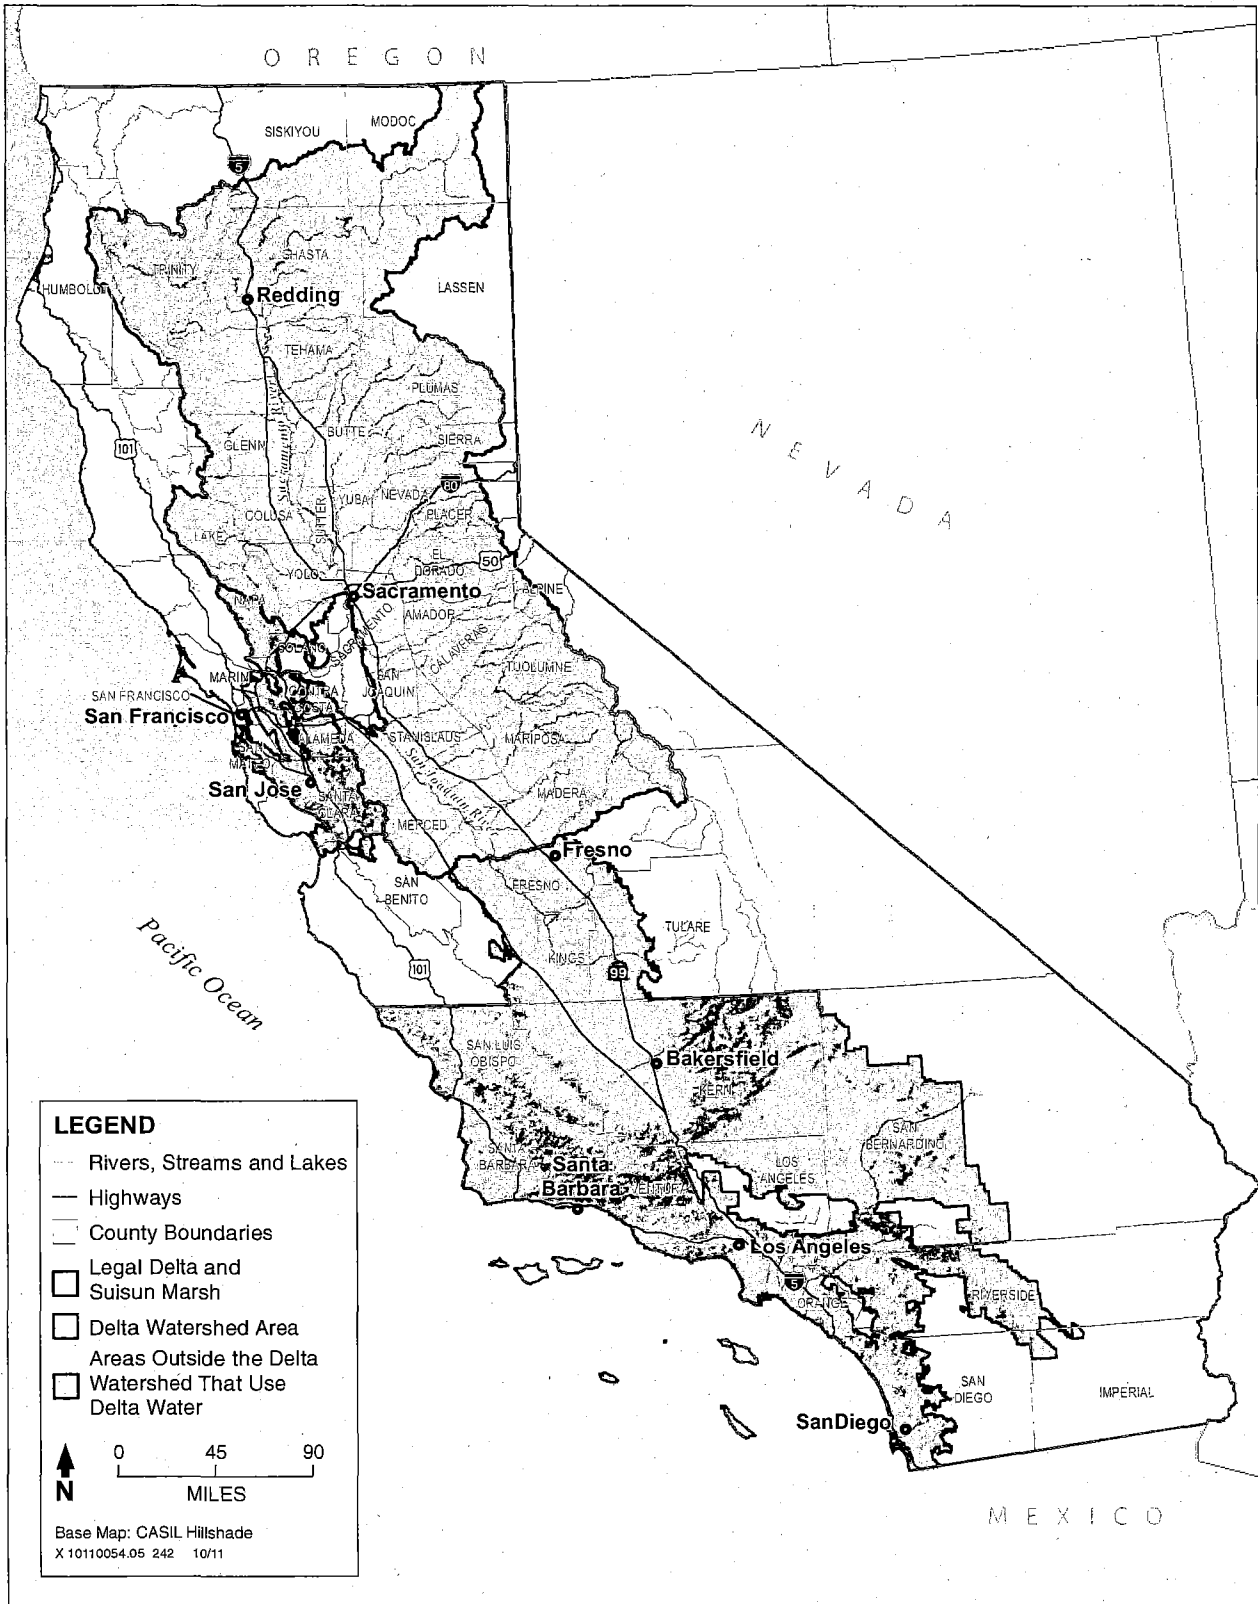 OREGON
SISKIYOU
MODOC
5
SHASTA
TRINITY
HUMBOLDT
Redding
LASSEN
TEHAMA
PLUMAS
Sacramento River
BUTTE
SIERRA
GLENN
101
80
YUBA
NEVADA
COLUSA
SUTTER
PLACER
LAKE
EL
DORADO
50
YOLO
ALPINE
NAPA
Sacramento
AMADOR
SACRAMENTO
CALAVERAS
SOLANO
TUOLUMNE
MARIN
SAN
JOAQUIN
CONTRA
COSTA
SAN FRANCISCO
San Francisco
ALAMEDA
STANISLAUS
MARIPOSA
SAN
MATEO
San Jose
San Joaquin River
SANTA
CLARA
MADERA
MERCED
Fresno
SAN
BENITO
FRESNO
TULARE
KINGS
99
101
NEVADA
Pacific Ocean
SAN LUIS
OBISPO
Bakersfield
KERN
SAN
BERNARDINO
SANTA
BARBARA
Santa
Barbara
VENTURA
LOS
ANGELES
Los Angeles
5
ORANGE
RIVERSIDE
SAN
DIEGO
IMPERIAL
SanDiego
MEXICO
LEGEND
Rivers, Streams and Lakes
Highways
County Boundaries
Legal Delta and
Suisun Marsh
Delta Watershed Area
Areas Outside the Delta
Watershed That Use
Delta Water
0 45 90
MILES
N
Base Map: CASIL Hillshade
X 10110054.05 242 10/11